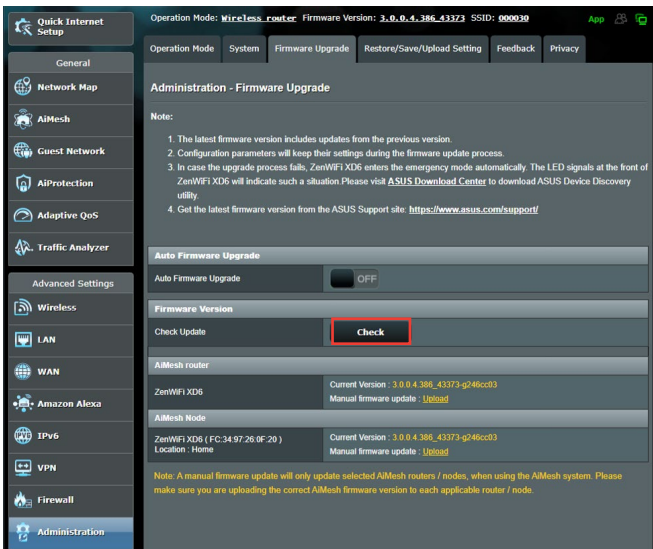 Quick Internet
Setup
General
Network Map
AiMesh
Guest Network
AiProtection
Adaptive QoS
Traffic Analyzer
Advanced Settings
Wireless
LAN
WAN
Amazon Alexa
IPv6
VPN
Firewall
Administration
Operation Mode: Wireless router Firmware Version: 3.0.0.4.386_43373 SSID: 000030
App
Operation Mode System Firmware Upgrade Restore/Save/Upload Setting Feedback Privacy
Administration - Firmware Upgrade
Note:
1. The latest firmware version includes updates from the previous version.
2. Configuration parameters will keep their settings during the firmware update process.
3. In case the upgrade process fails, ZenWiFi XD6 enters the emergency mode automatically. The LED signals at the front of
ZenWiFi XD6 will indicate such a situation.Please visit ASUS Download Center to download ASUS Device Discovery
utility.
4. Get the latest firmware version from the ASUS Support site: https://www.asus.com/support/
Auto Firmware Upgrade
Auto Firmware Upgrade OFF
Firmware Version
Check Update Check
AiMesh router
ZenWiFi XD6
Current Version : 3.0.0.4.386_43373-g246cc03
Manual firmware update : Upload
AiMesh Node
ZenWiFi XD6 ( FC:34:97:26:0F:20 )
Location : Home
Current Version : 3.0.0.4.386_43373-g246cc03
Manual firmware update : Upload
Note: A manual firmware update will only update selected AiMesh routers / nodes, when using the AiMesh system. Please
make sure you are uploading the correct AiMesh firmware version to each applicable router / node.